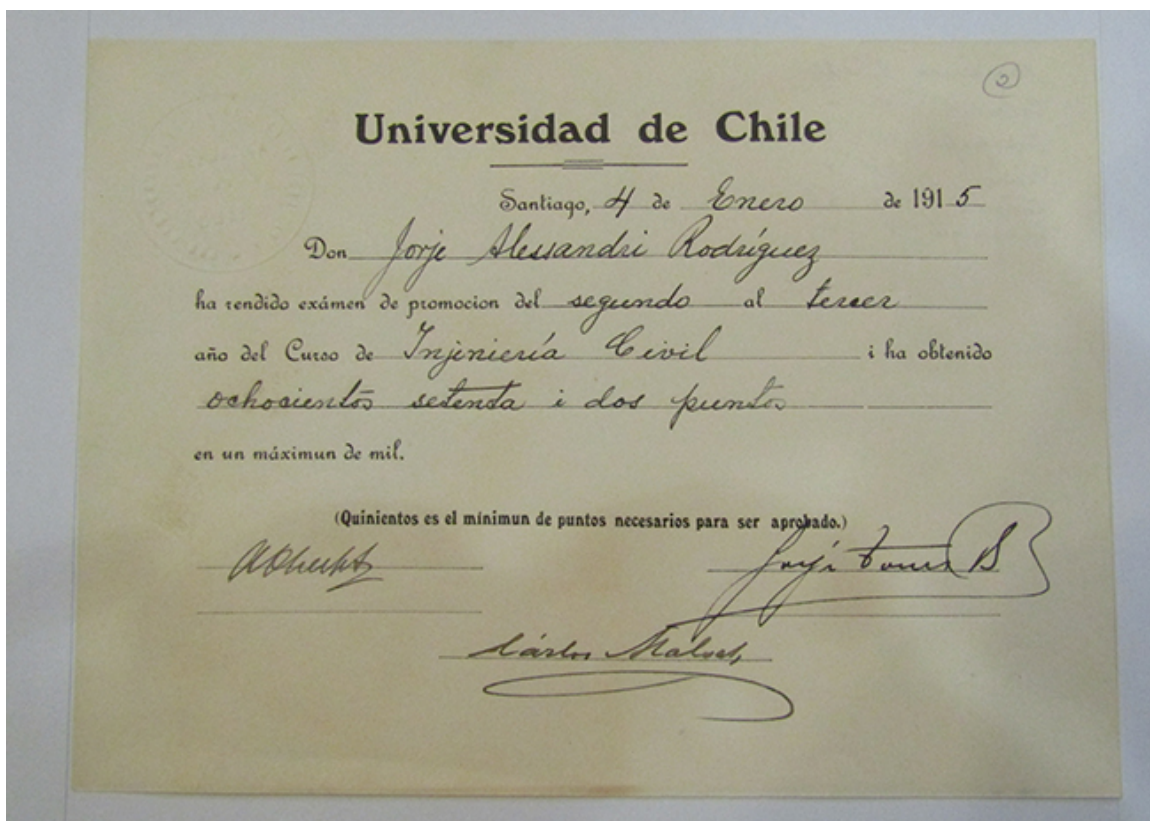 Universidad de Chile
Santiago, 4 de Enero de 1915
Don Jorje Alessandri Rodríguez
ha rendido exámen de promocion del segundo al tercer
año del Curso de Injeniería Civil i ha obtenido
ochocientos setenta i dos puntos
en un máximun de mil.
(Quinientos es el minimun de puntos necesarios para ser aprobado.)
Jorje
Cárlos